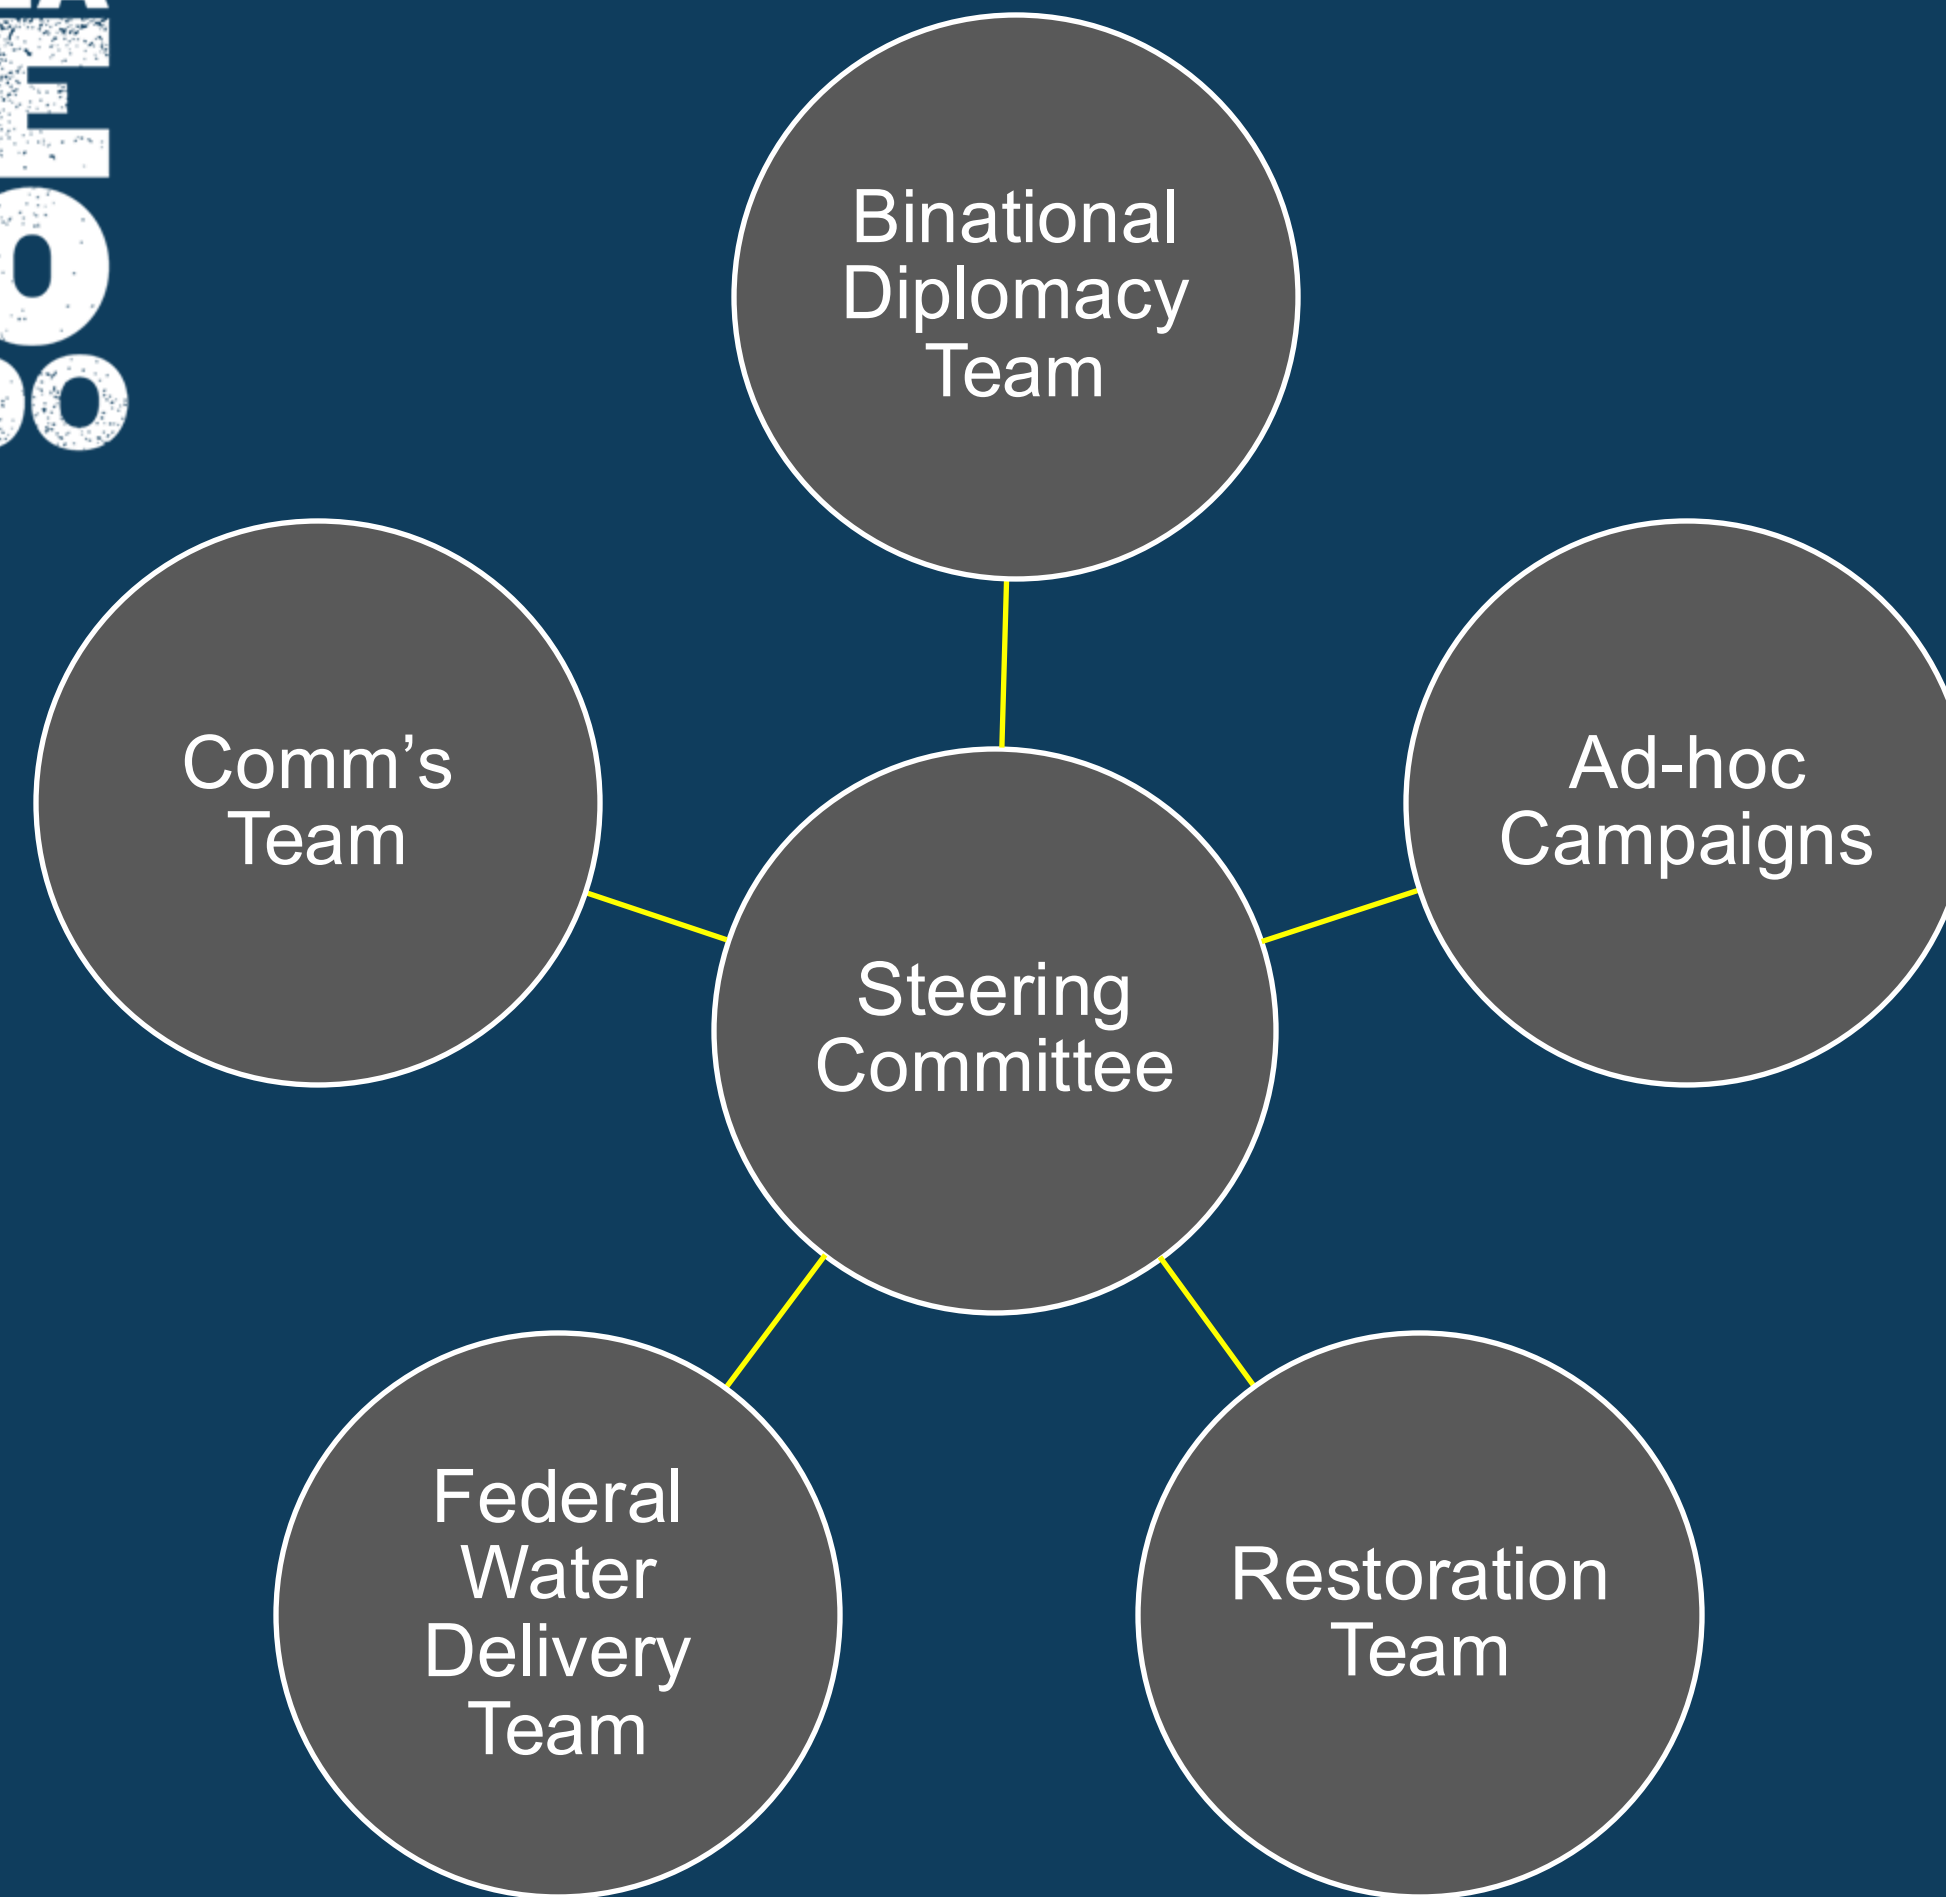 Binational
Diplomacy
Team
Comm’s
Team
Ad-hoc
Campaigns
Steering
Committee
Federal
Water
Delivery
Team
Restoration
Team